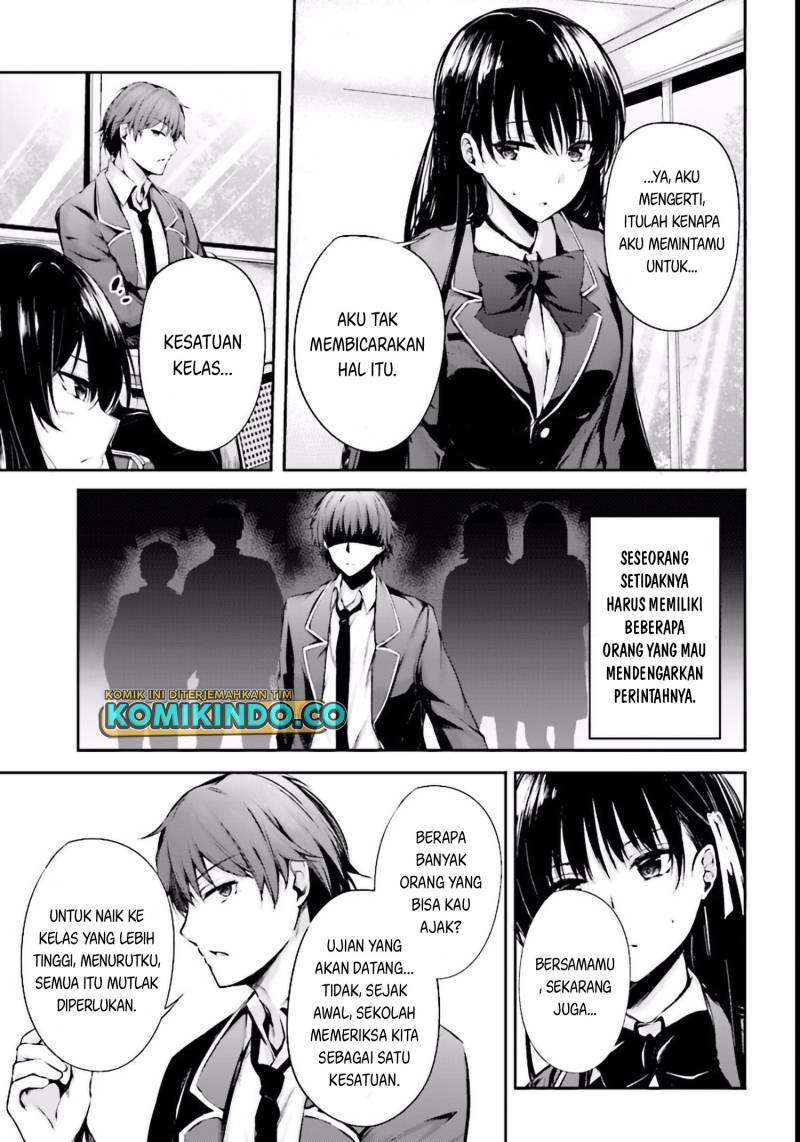 ...YA, AKU
MENGERTI,
ITULAH KENAPA
AKU MEMINTAMU
UNTUK...
AKU TAK
MEMBICARAKAN
HAL ITU.
KESATUAN
KELAS...
SESEORANG
SETIDAKNYA
HARUS MEMILIKI
BEBERAPA
ORANG YANG MAU
MENDENGARKAN
PERINTAHNYA.
KOMIK INI DITERJEMAHKAN TIM
KOMIKINDO.CO
BERSAMAMU
, SEKARANG
JUGA...
BERAPA
BANYAK
ORANG YANG
BISA KAU
AJAK?
UJIAN YANG
AKAN DATANG...
TIDAK, SEJAK
AWAL, SEKOLAH
MEMERIKSA KITA
SEBAGAI SATU
KESATUAN.
UNTUK NAIK KE
KELAS YANG LEBIH
TINGGI, MENURUTKU,
SEMUA ITU MUTLAK
DIPERLUKAN.